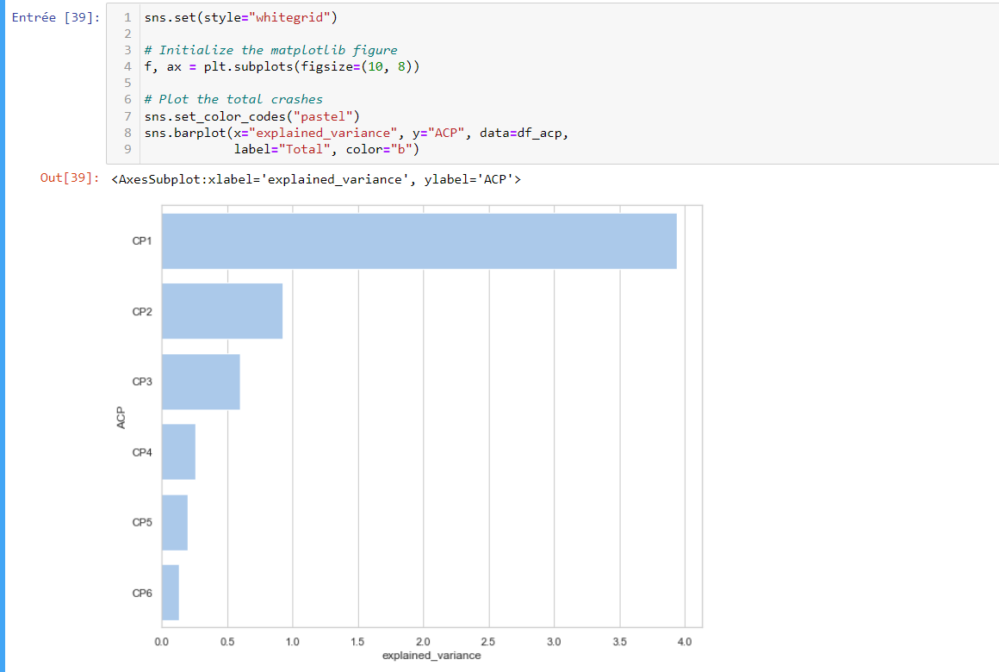 Entrée [39]:
1 sns.set(style="whitegrid")
2
3 # Initialize the matplotlib figure
4 f, ax = plt.subplots(figsize=(10, 8))
5
6 # Plot the total crashes
7 sns.set_color_codes("pastel")
8 sns.barplot(x="explained_variance", y="ACP", data=df_acp,
9 label="Total", color="b")
Out[39]: <AxesSubplot:xlabel='explained_variance', ylabel='ACP'>
CP1
CP2
CP3
ACP
CP4
CP5
CP6
0.0 0.5 1.0 1.5 2.0 2.5 3.0 3.5 4.0
explained_variance